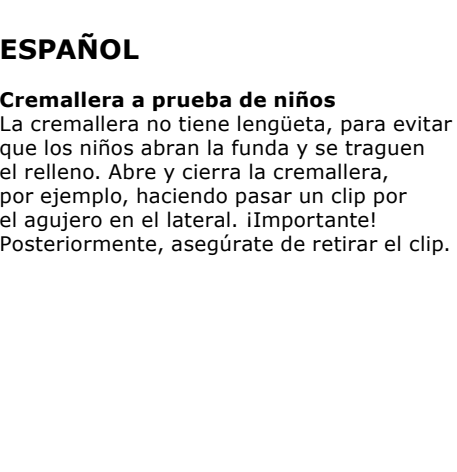 ESPAÑOL
Cremallera a prueba de niños
La cremallera no tiene lengüeta, para evitar
que los niños abran la funda y se traguen
el relleno. Abre y cierra la cremallera,
por ejemplo, haciendo pasar un clip por
el agujero en el lateral. ¡Importante!
Posteriormente, asegúrate de retirar el clip.